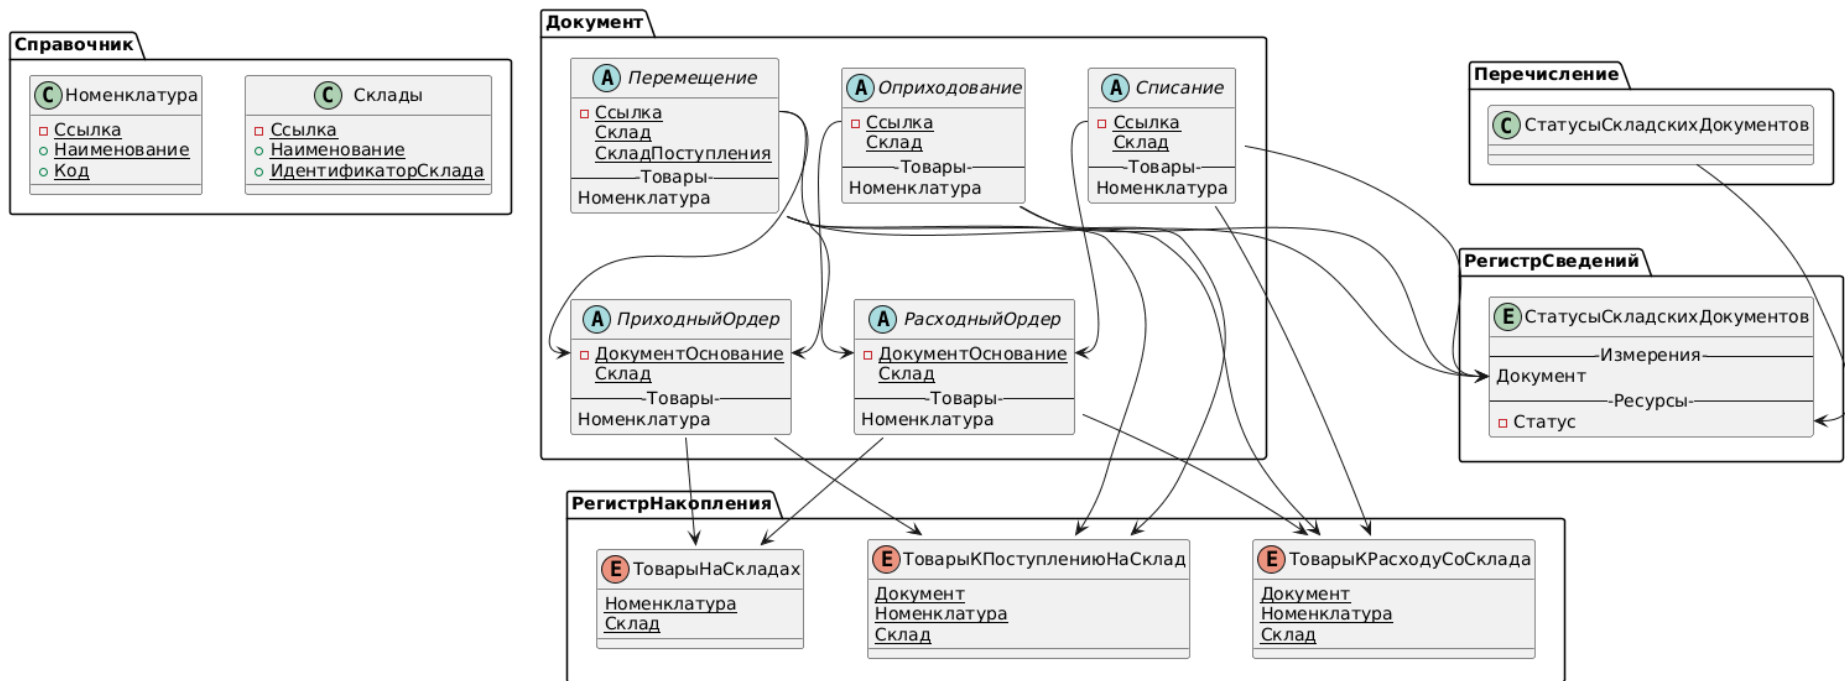 Справочник
C Номенклатура
Ссылка
Наименование
Код
C Склады
Ссылка
Наименование
ИдентификаторСклада
Документ
A Перемещение
Ссылка
Склад
СкладПоступления
-Товары-
Номенклатура
A Оприходование
Ссылка
Склад
-Товары-
Номенклатура
A Списание
Ссылка
Склад
-Товары-
Номенклатура
A ПриходныйОрдер
ДокументОснование
Склад
-Товары-
Номенклатура
A РасходныйОрдер
ДокументОснование
Склад
-Товары-
Номенклатура
Перечисление
C СтатусыСкладскихДокументов
РегистрСведений
E СтатусыСкладскихДокументов
-Измерения-
Документ
-Ресурсы-
Статус
РегистрНакопления
E ТоварыНаСкладах
Номенклатура
Склад
E ТоварыКПоступлениюНаСклад
Документ
Номенклатура
Склад
E ТоварыКРасходуСоСклада
Документ
Номенклатура
Склад